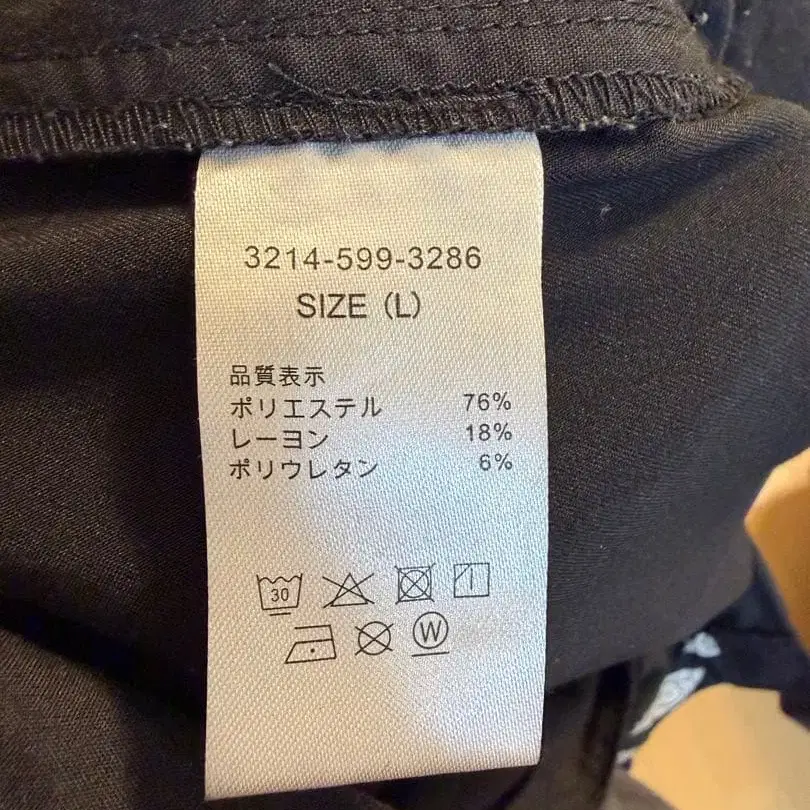 3214-599-3286
SIZE (L)
品質表示
ポリエステル 76%
レーヨン 18%
ポリウレタン 6%
30
W